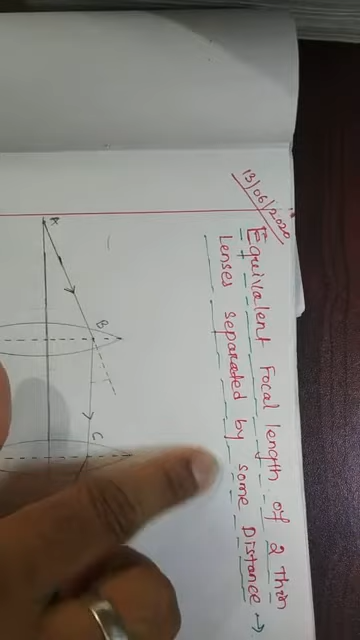 13/06/2020
Equivalent Focal length of 2 Thin
Lenses separated by some Distance →
A
B
C